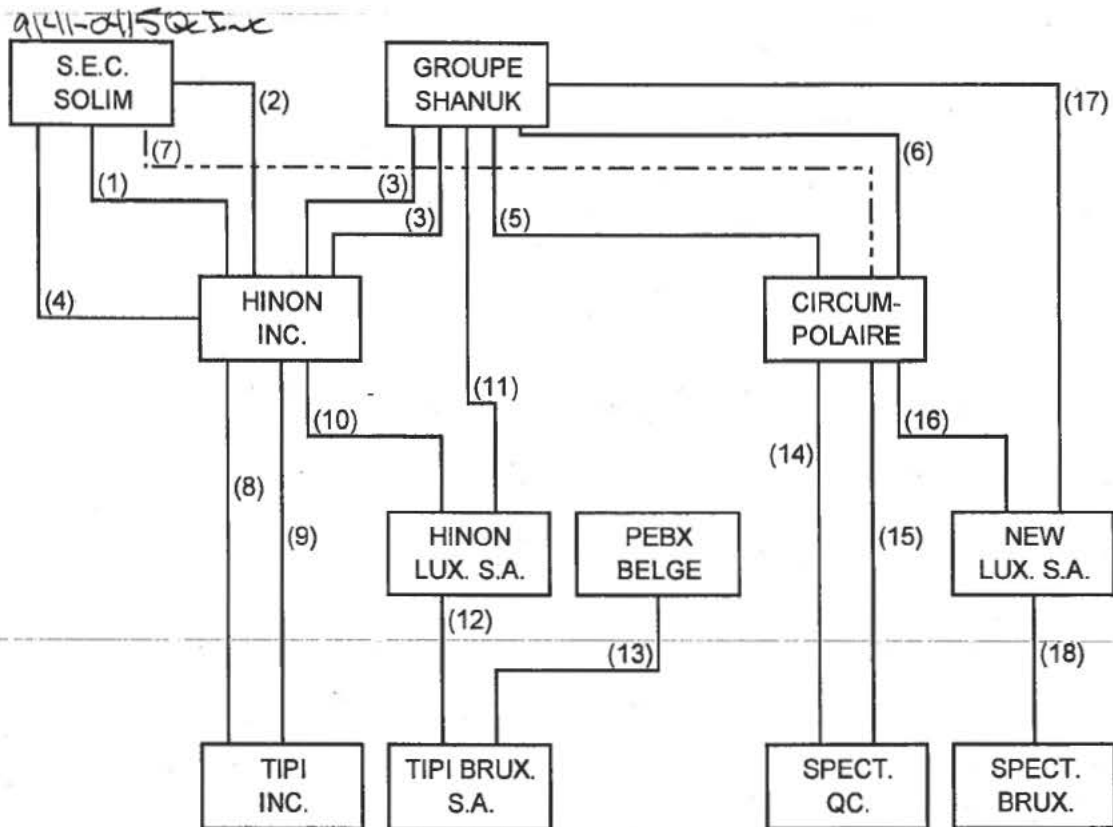 9141-0415 Qc Inc
S.E.C.
SOLIM
GROUPE
SHANUK
(2)
(17)
(7)
(6)
(1)
(3)
(3)
(5)
(4)
HINON
INC.
CIRCUM-
POLAIRE
(11)
(10)
(16)
(14)
(8)
(9)
(15)
HINON
LUX. S.A.
PEBX
BELGE
NEW
LUX. S.A.
(12)
(13)
(18)
TIPI
INC.
TIPI BRUX.
S.A.
SPECT.
QC.
SPECT.
BRUX.